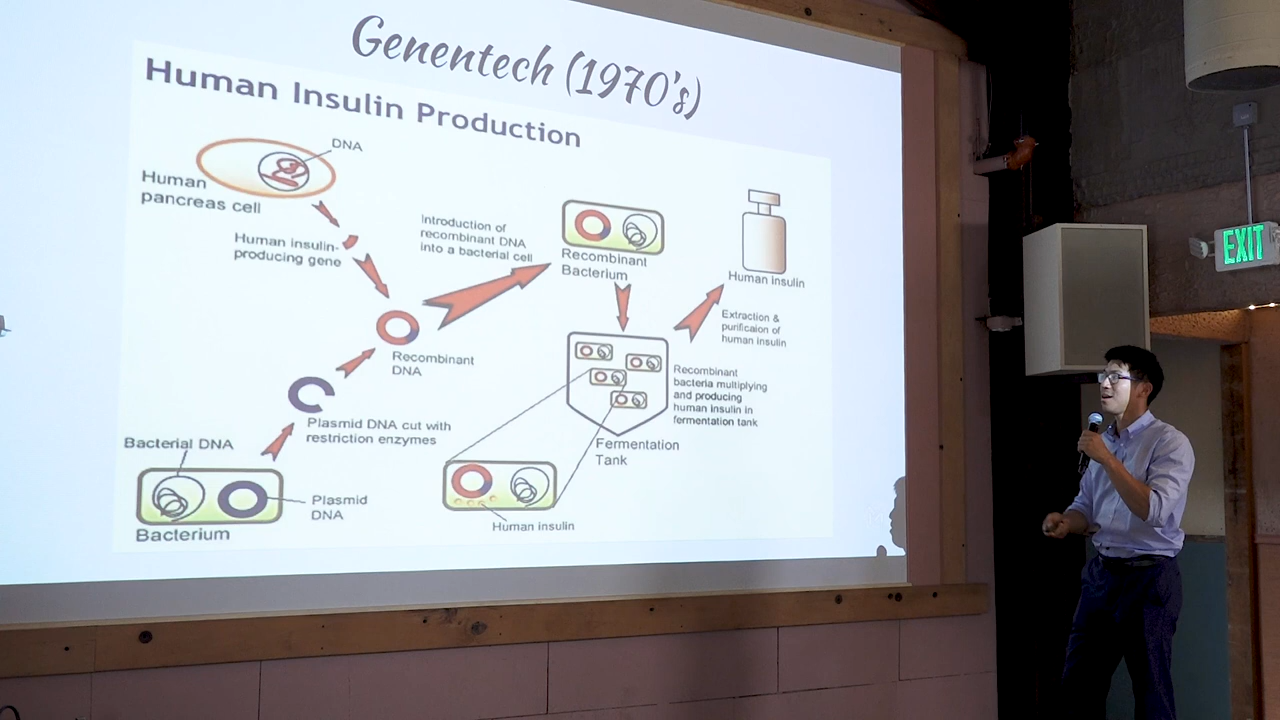 Genentech (1970's)
Human Insulin Production
DNA
Human
pancreas cell
Human insulin-
producing gene
Introduction of
recombinant DNA
into a bacterial cell
Recombinant
Bacterium
Human insulin
Extraction &
purificaion of
human insulin
Recombinant
DNA
Recombinant
bacteria multiplying
and producing
human insulin in
fermentation tank
Plasmid DNA cut with
restriction enzymes
Fermentation
Tank
Bacterial DNA
Plasmid
DNA
Bacterium
Human insulin
EXIT